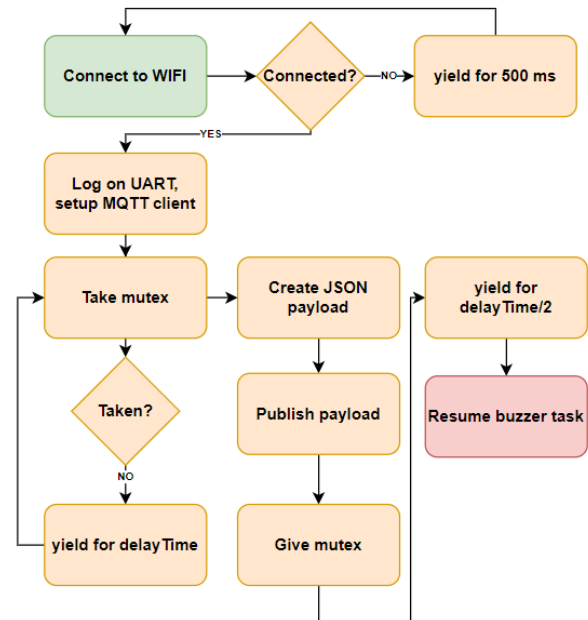 Connect to WIFI
Connected?
NO
yield for 500 ms
YES
Log on UART,
setup MQTT client
Take mutex
Create JSON
payload
yield for
delayTime/2
Taken?
Publish payload
Resume buzzer task
NO
yield for delayTime
Give mutex